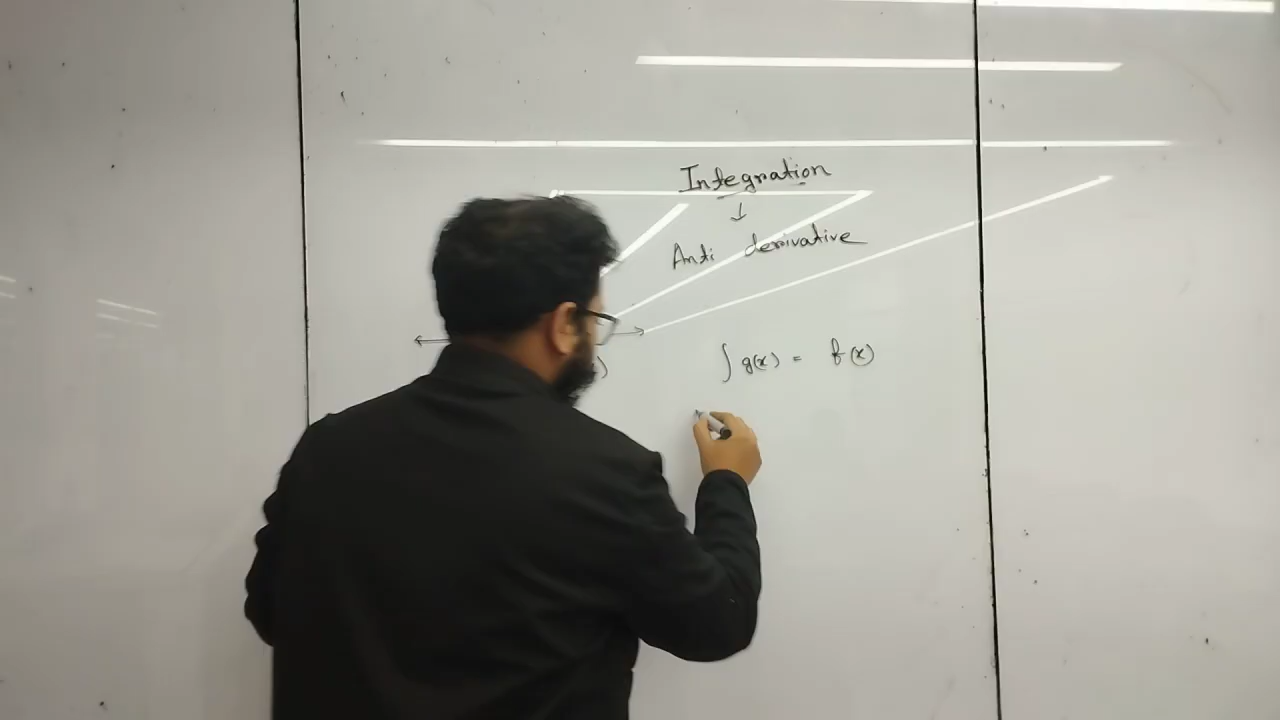 Integration
↓
Anti derivative
∫ g(x) = f(x)